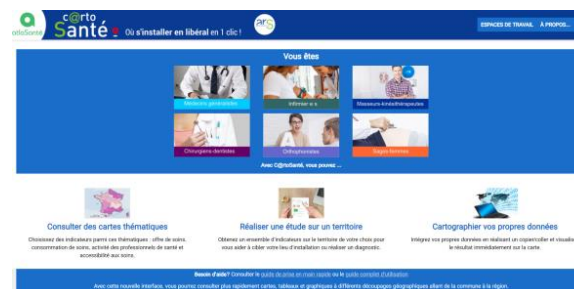 atlaSanté
c@rto
Santé
Où s'installer en libéral en 1 clic !
ars
ESPACES DE TRAVAIL
À PROPOS...
Vous êtes
Médecins généralistes
Infirmier·e·s
Masseurs-kinésithérapeutes
Chirurgiens-dentistes
Orthophonistes
Sages-femmes
Avec C@rtoSanté, vous pouvez ...
Consulter des cartes thématiques
Choisissez des indicateurs parmi ces thématiques : offre de soins,
consommation de soins, activité des professionnels de santé et
accessibilité aux soins.
Réaliser une étude sur un territoire
Obtenez un ensemble d'indicateurs sur le territoire de votre choix pour
vous aider à cibler votre lieu d'installation ou réaliser un diagnostic.
Cartographier vos propres données
Intégrez vos propres données en réalisant un copier/coller et visualisez
le résultat immédiatement sur la carte.
Besoin d'aide? Consulter le guide de prise en main rapide ou le guide complet d'utilisation.
Avec cette nouvelle interface, vous pourrez consulter plus rapidement cartes, tableaux et graphiques à différents découpages géographiques allant de la commune à la région.